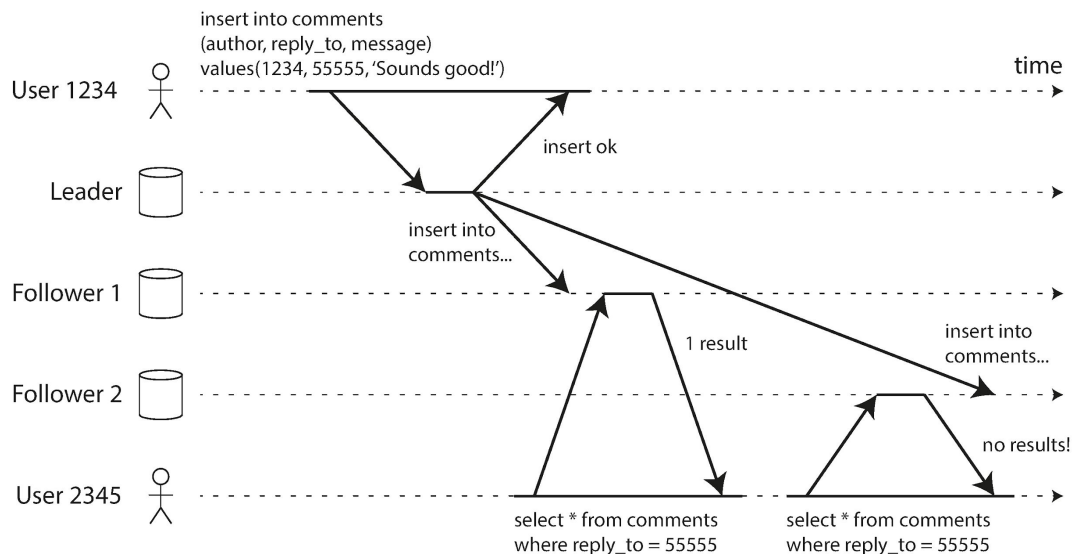 insert into comments
(author, reply_to, message)
values(1234, 55555, ‘Sounds good!’)
time
User 1234
insert ok
Leader
insert into
comments...
Follower 1
1 result
insert into
comments...
Follower 2
no results!
User 2345
select * from comments
where reply_to = 55555
select * from comments
where reply_to = 55555